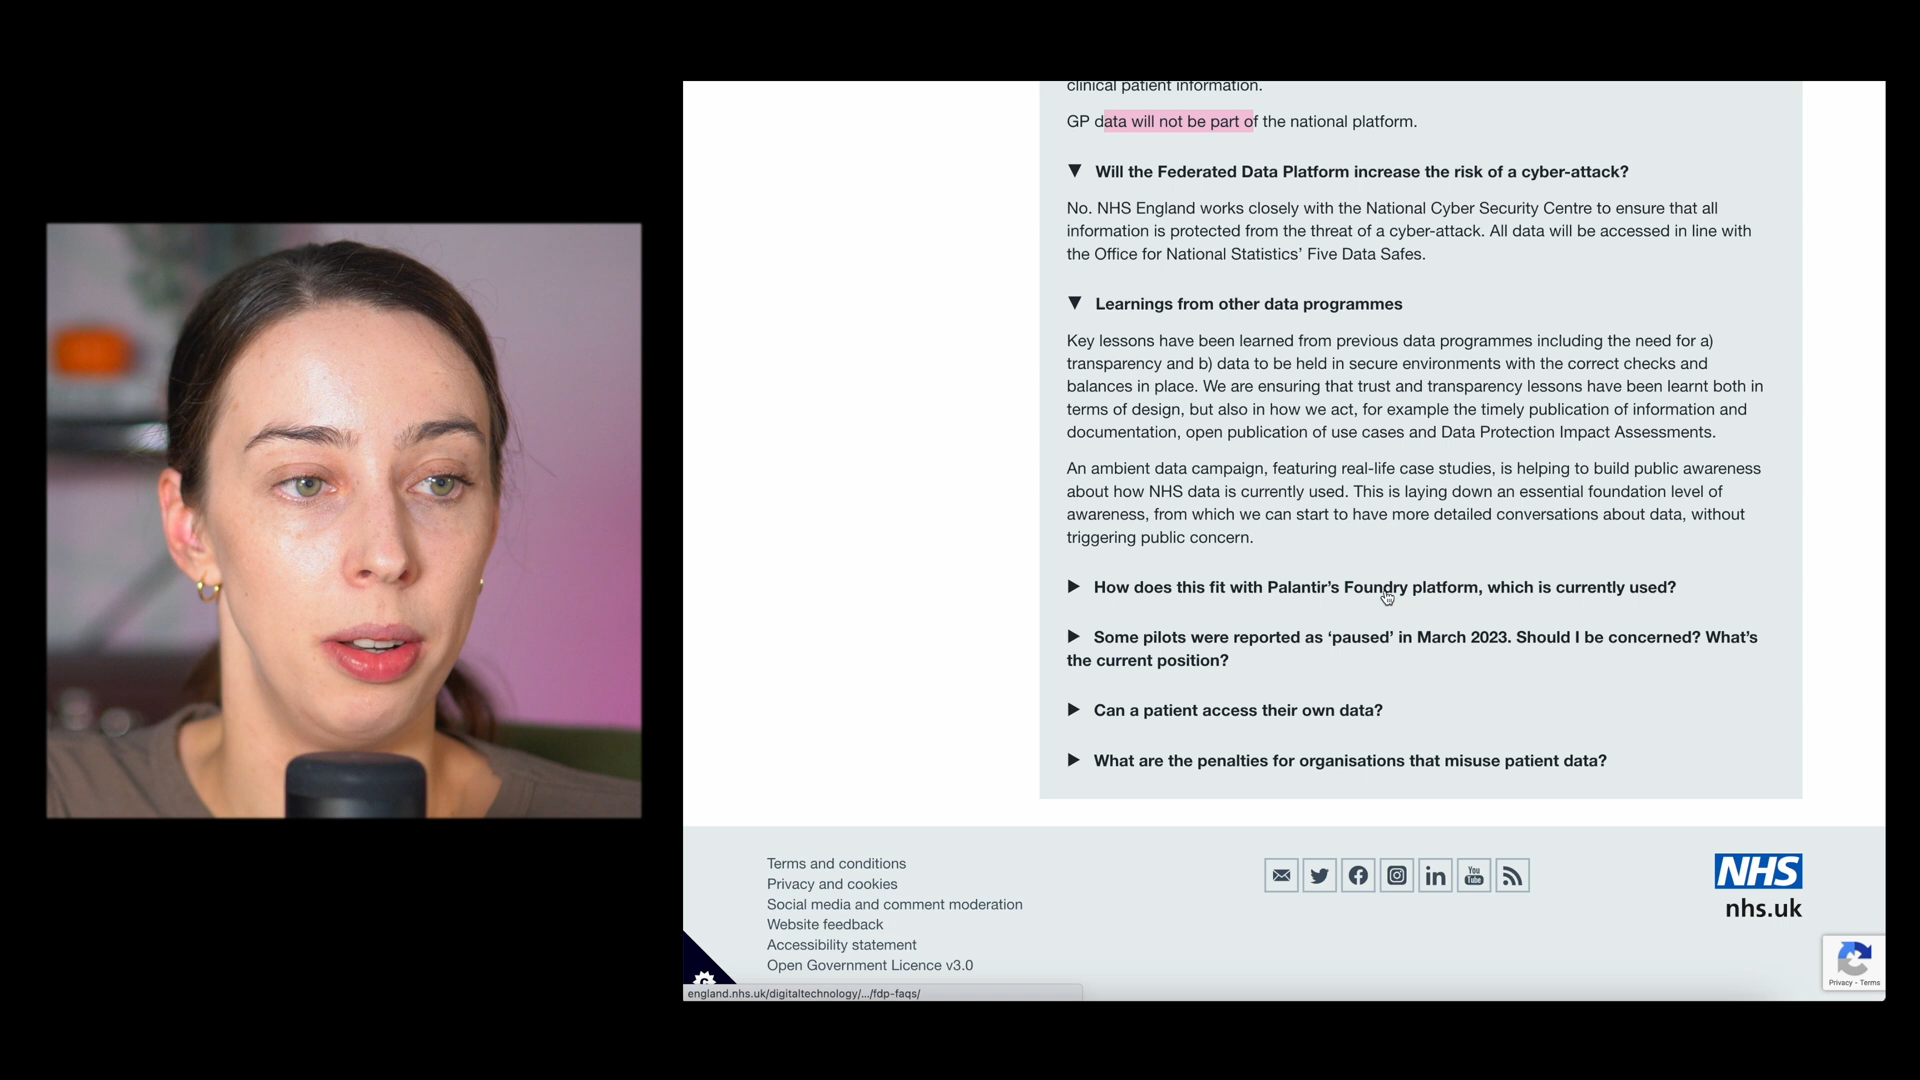 clinical patient information.
GP data will not be part of the national platform.
▼ Will the Federated Data Platform increase the risk of a cyber-attack?
No. NHS England works closely with the National Cyber Security Centre to ensure that all
information is protected from the threat of a cyber-attack. All data will be accessed in line with
the Office for National Statistics’ Five Data Safes.
▼ Learnings from other data programmes
Key lessons have been learned from previous data programmes including the need for a)
transparency and b) data to be held in secure environments with the correct checks and
balances in place. We are ensuring that trust and transparency lessons have been learnt both in
terms of design, but also in how we act, for example the timely publication of information and
documentation, open publication of use cases and Data Protection Impact Assessments.
An ambient data campaign, featuring real-life case studies, is helping to build public awareness
about how NHS data is currently used. This is laying down an essential foundation level of
awareness, from which we can start to have more detailed conversations about data, without
triggering public concern.
▶ How does this fit with Palantir’s Foundry platform, which is currently used?
▶ Some pilots were reported as ‘paused’ in March 2023. Should I be concerned? What’s
the current position?
▶ Can a patient access their own data?
▶ What are the penalties for organisations that misuse patient data?
Terms and conditions
Privacy and cookies
Social media and comment moderation
Website feedback
Accessibility statement
Open Government Licence v3.0
in
You
Tube
NHS
nhs.uk
Privacy - Terms
england.nhs.uk/digitaltechnology/.../fdp-faqs/